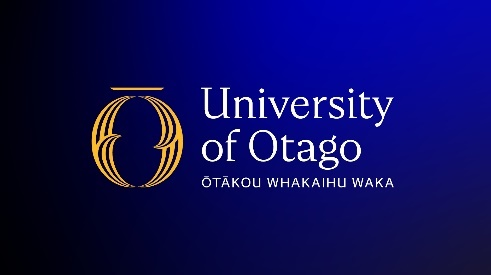 Ō
University
of Otago
ŌTĀKOU WHAKAIHU WAKA